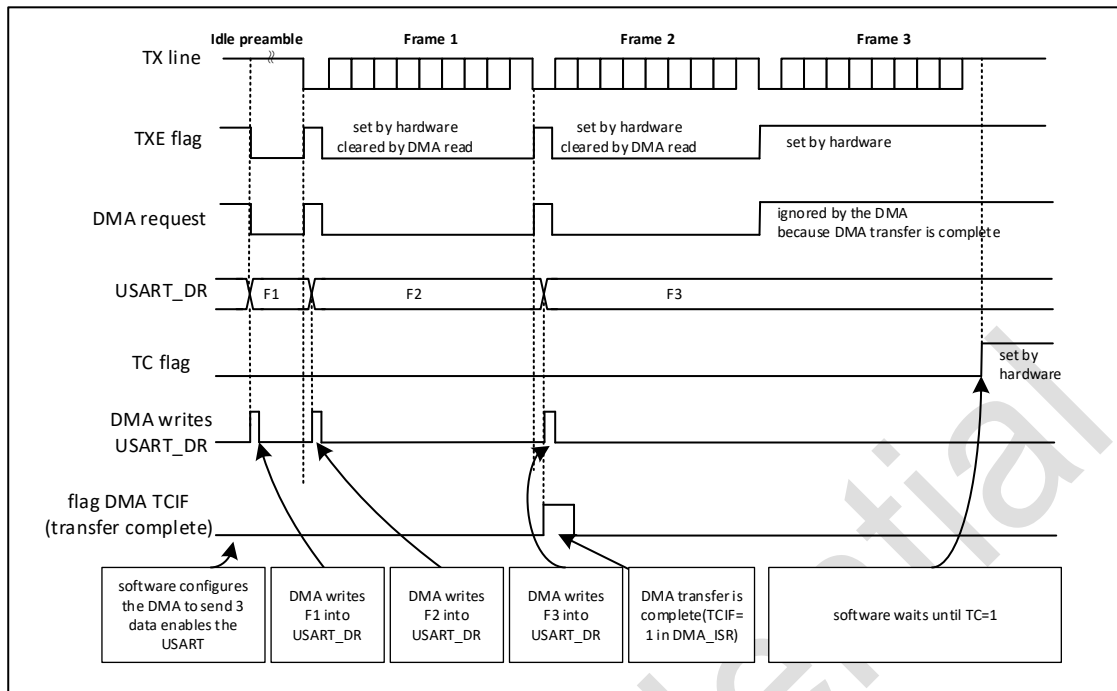 Idle preamble Frame 1 Frame 2 Frame 3
TX line
TXE flag
set by hardware
cleared by DMA read
set by hardware
cleared by DMA read
set by hardware
DMA request
ignored by the DMA
because DMA transfer is complete
USART_DR
F1 F2 F3
TC flag
set by
hardware
DMA writes
USART_DR
flag DMA TCIF
(transfer complete)
software configures
the DMA to send 3
data enables the
USART
DMA writes
F1 into
USART_DR
DMA writes
F2 into
USART_DR
DMA writes
F3 into
USART_DR
DMA transfer is
complete(TCIF=
1 in DMA_ISR)
software waits until TC=1